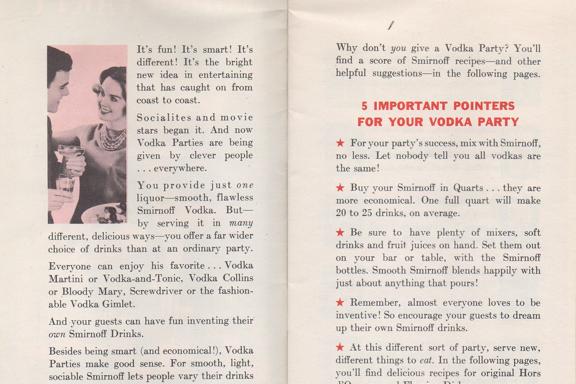 It's fun! It's smart! It's
different! It's the bright
new idea in entertaining
that has caught on from
coast to coast.
Socialites and movie
stars began it. And now
Vodka Parties are being
given by clever people
. . . everywhere.
You provide just one
liquor—smooth, flawless
Smirnoff Vodka. But—
by serving it in many
different, delicious ways—you offer a far wider
choice of drinks than at an ordinary party.
Everyone can enjoy his favorite . . . Vodka
Martini or Vodka-and-Tonic, Vodka Collins
or Bloody Mary, Screwdriver or the fashion-
able Vodka Gimlet.
And your guests can have fun inventing their
own Smirnoff Drinks.
Besides being smart (and economical!), Vodka
Parties make good sense. For smooth, light,
sociable Smirnoff lets people vary their drinks
Why don't you give a Vodka Party? You'll
find a score of Smirnoff recipes—and other
helpful suggestions—in the following pages.
5 IMPORTANT POINTERS
FOR YOUR VODKA PARTY
★ For your party's success, mix with Smirnoff,
no less. Let nobody tell you all vodkas are
the same!
★ Buy your Smirnoff in Quarts . . . they are
more economical. One full quart will make
20 to 25 drinks, on average.
★ Be sure to have plenty of mixers, soft
drinks and fruit juices on hand. Set them out
on your bar or table, with the Smirnoff
bottles. Smooth Smirnoff blends happily with
just about anything that pours!
★ Remember, almost everyone loves to be
inventive! So encourage your guests to dream
up their own Smirnoff drinks.
★ At this different sort of party, serve new,
different things to eat. In the following pages,
you'll find delicious recipes for original Hors